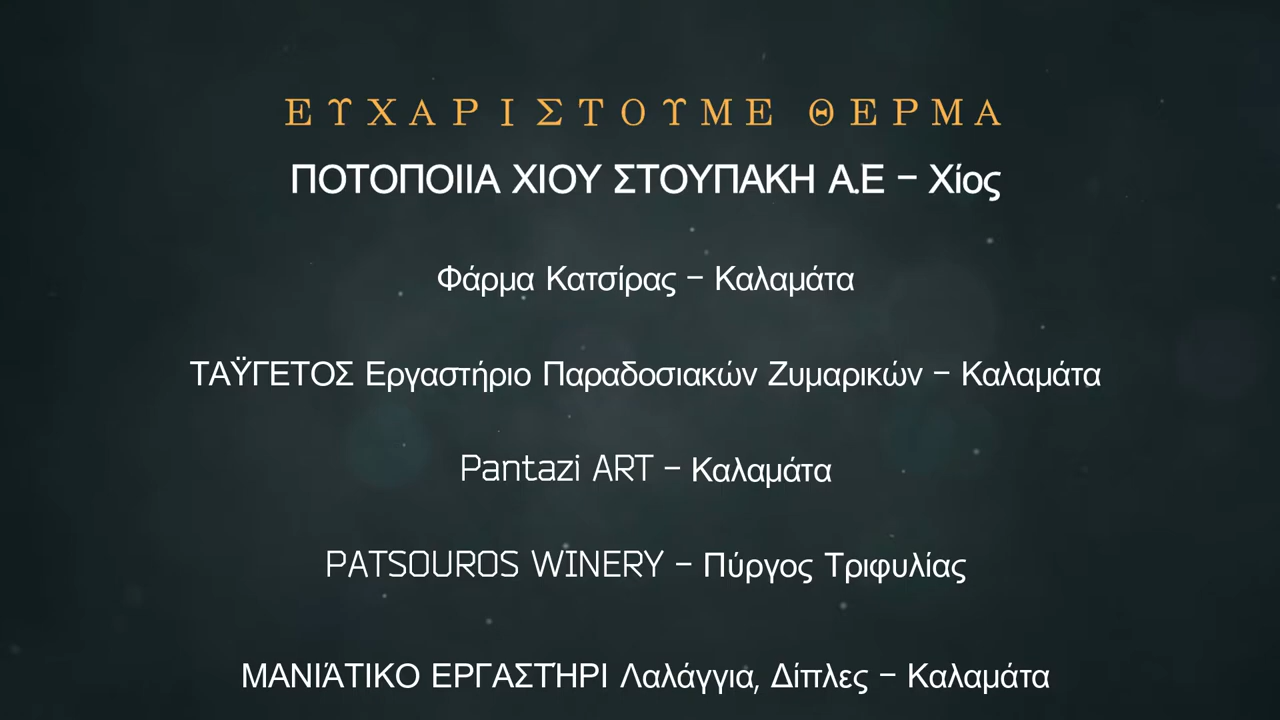 ΕΥΧΑΡΙΣΤΟΥΜΕ ΘΕΡΜΑ
ΠΟΤΟΠΟΙΙΑ ΧΙΟΥ ΣΤΟΥΠΑΚΗ Α.Ε – Χίος
Φάρμα Κατσίρας – Καλαμάτα
ΤΑΫΓΕΤΟΣ Εργαστήριο Παραδοσιακών Ζυμαρικών – Καλαμάτα
Pantazi ART – Καλαμάτα
PATSOUROS WINERY – Πύργος Τριφυλίας
ΜΑΝΙΆΤΙΚΟ ΕΡΓΑΣΤΉΡΙ Λαλάγγια, Δίπλες – Καλαμάτα